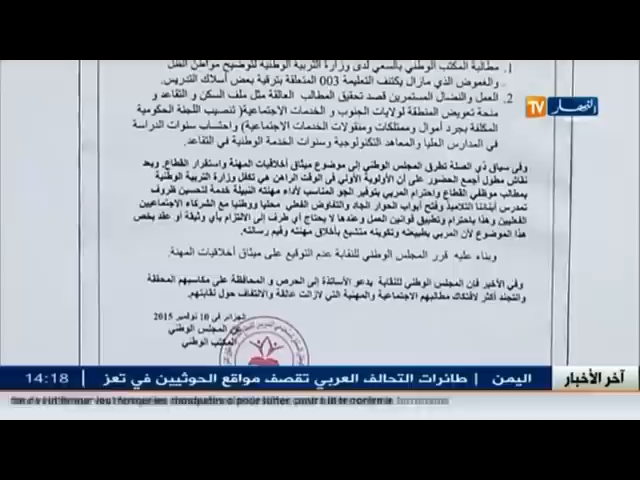 1. مطالبة المكتب الوطني بالسعي لدى وزارة التربية الوطنية لتوضيح مواطن الظل
والغموض الذي مازال يكتنف التعليمة 003 المتعلقة بترقية بعض أسلاك التدريس.
2. العمل والنضال المستمرين قصد تحقيق المطالب العالقة مثل ملف السكن و التقاعد و
منحة تعويض المنطقة لولايات الجنوب و الخدمات الاجتماعية( تنصيب اللجنة الحكومية
المكلفة بجرد أموال وممتلكات ومنقولات الخدمات الاجتماعية) واحتساب سنوات الدراسة
في المدارس العليا والمعاهد التكنولوجية وسنوات الخدمة الوطنية في التقاعد.
النهار TV
وفي سياق ذي الصلة تطرق المجلس الوطني إلى موضوع ميثاق أخلاقيات المهنة واستقرار القطاع. وبعد
نقاش مطول أجمع الحضور على أن الأولوية الأولى في الوقت الراهن هي تكفل وزارة التربية الوطنية
بمطالب موظفي القطاع واحترام المربي بتوفير الجو المناسب لأداء مهنته النبيلة خدمة لتحسين ظروف
تمدرس أبنائنا التلاميذ وفتح أبواب الحوار الجاد والتفاوض الفعلي محليا ووطنيا مع الشركاء الاجتماعيين
الفعليين وهذا باحترام وتطبيق قوانين العمل وعندها لا يحتاج أي طرف إلى الالتزام بأي وثيقة أو عقد يخص
هذا الموضوع لأن المربي بطبيعته وتكوينه متشبع بأخلاق مهنته وقيم رسالته.
وبناء عليه قرر المجلس الوطني للنقابة عدم التوقيع على ميثاق أخلاقيات المهنة.
وفي الأخير فإن المجلس الوطني للنقابة يدعو الأساتذة إلى الحرص و المحافظة على مكاسبهم المحققة
والتجند أكثر لافتكاك مطالبهم الاجتماعية والمهنية التي لازالت عالقة والالتفاف حول نقابتهم.
الجزائر في 10 نوفمبر 2015
عن المجلس الوطني
المكتب الوطني
آخر الأخبار
اليمن | طائرات التحالف العربي تقصف مواقع الحوثيين في تعز
14:18